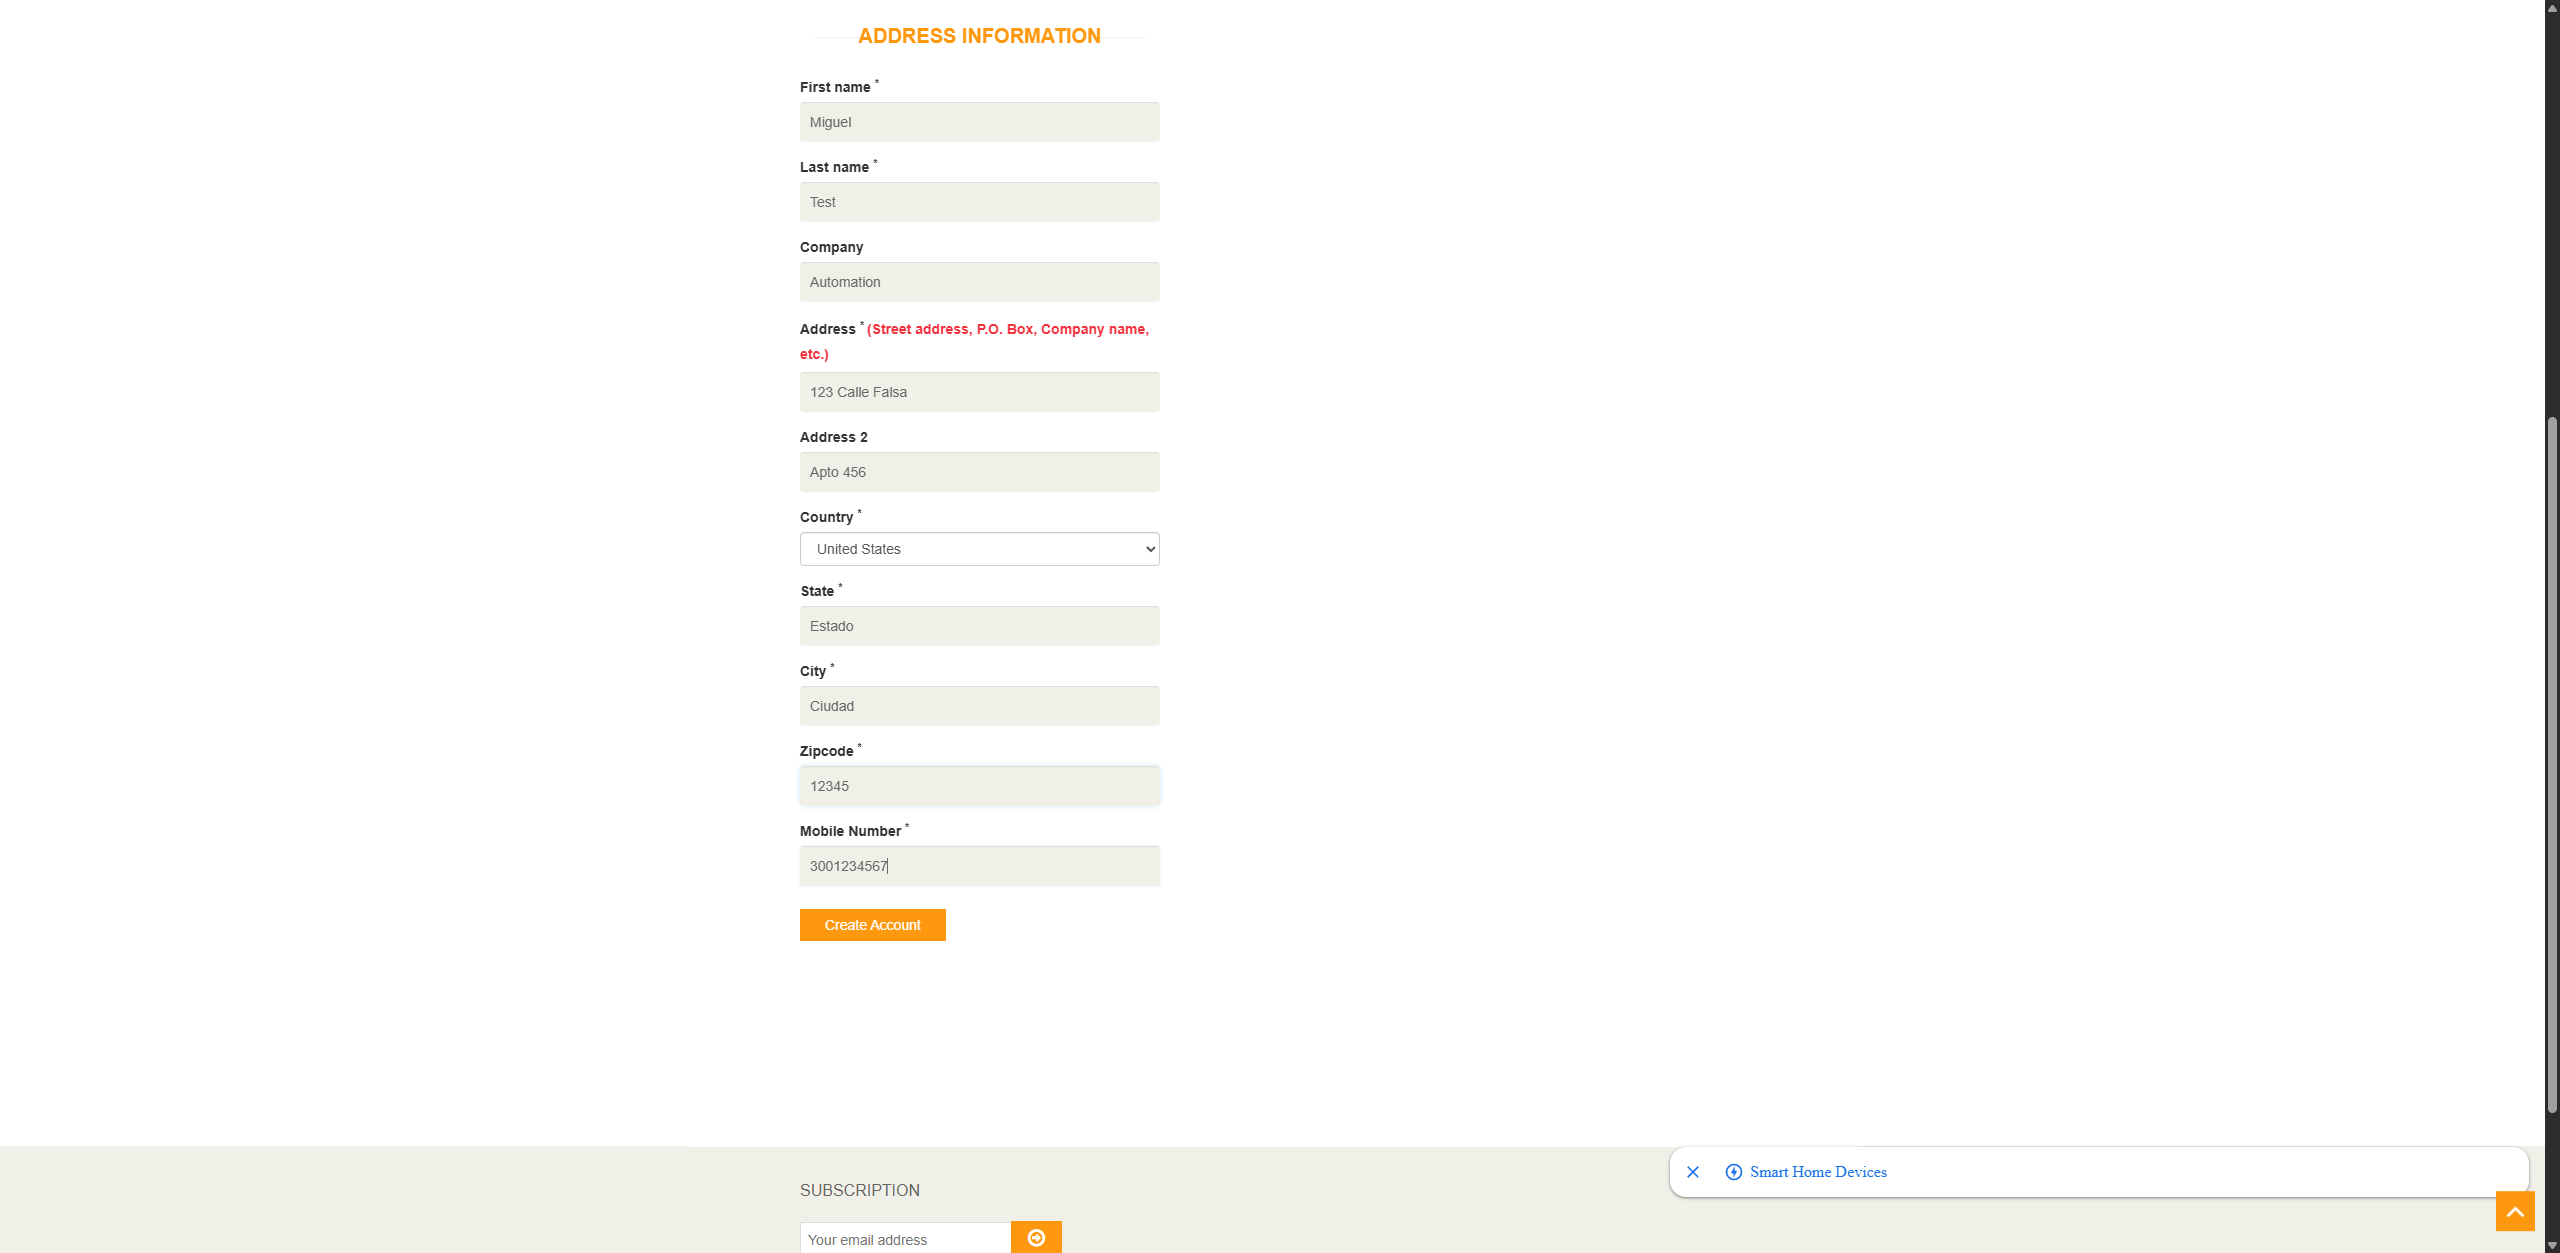 ADDRESS INFORMATION
First name *
Miguel
Last name *
Test
Company
Automation
Address * (Street address, P.O. Box, Company name,
etc.)
123 Calle Falsa
Address 2
Apto 456
Country *
United States
State *
Estado
City *
Ciudad
Zipcode *
12345
Mobile Number *
3001234567
Create Account
Smart Home Devices
SUBSCRIPTION
Your email address